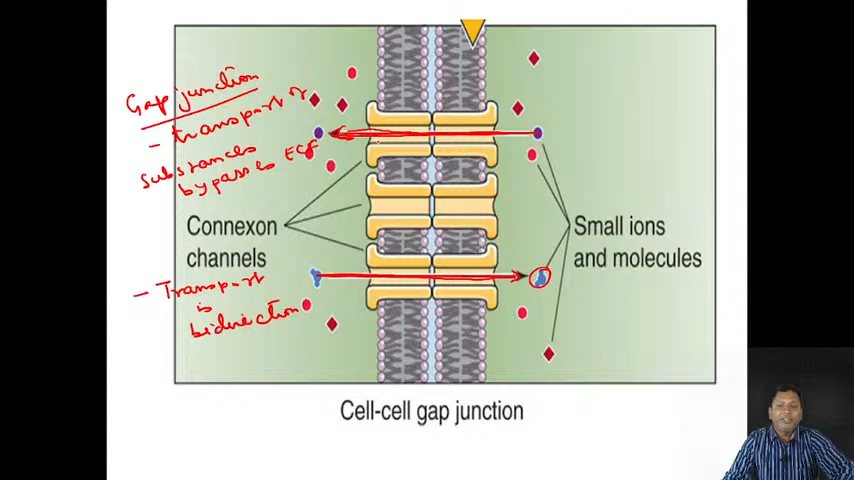 Gap junction
- transport of
substances
bypasses ECF
Connexon
channels
Small ions
and molecules
- Transport
is
bidirection
Cell-cell gap junction